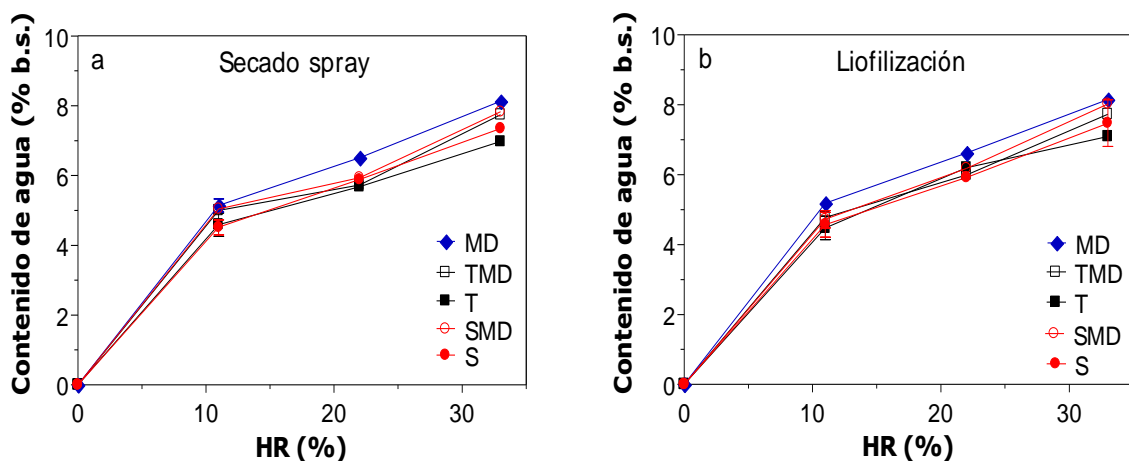 a
Secado spray
Contenido de agua (% b.s.)
10
8
6
4
2
0
MD
TMD
T
SMD
S
0
10
20
30
HR (%)
b
Liofilización
Contenido de agua (% b.s.)
10
8
6
4
2
0
MD
TMD
T
SMD
S
0
10
20
30
HR (%)